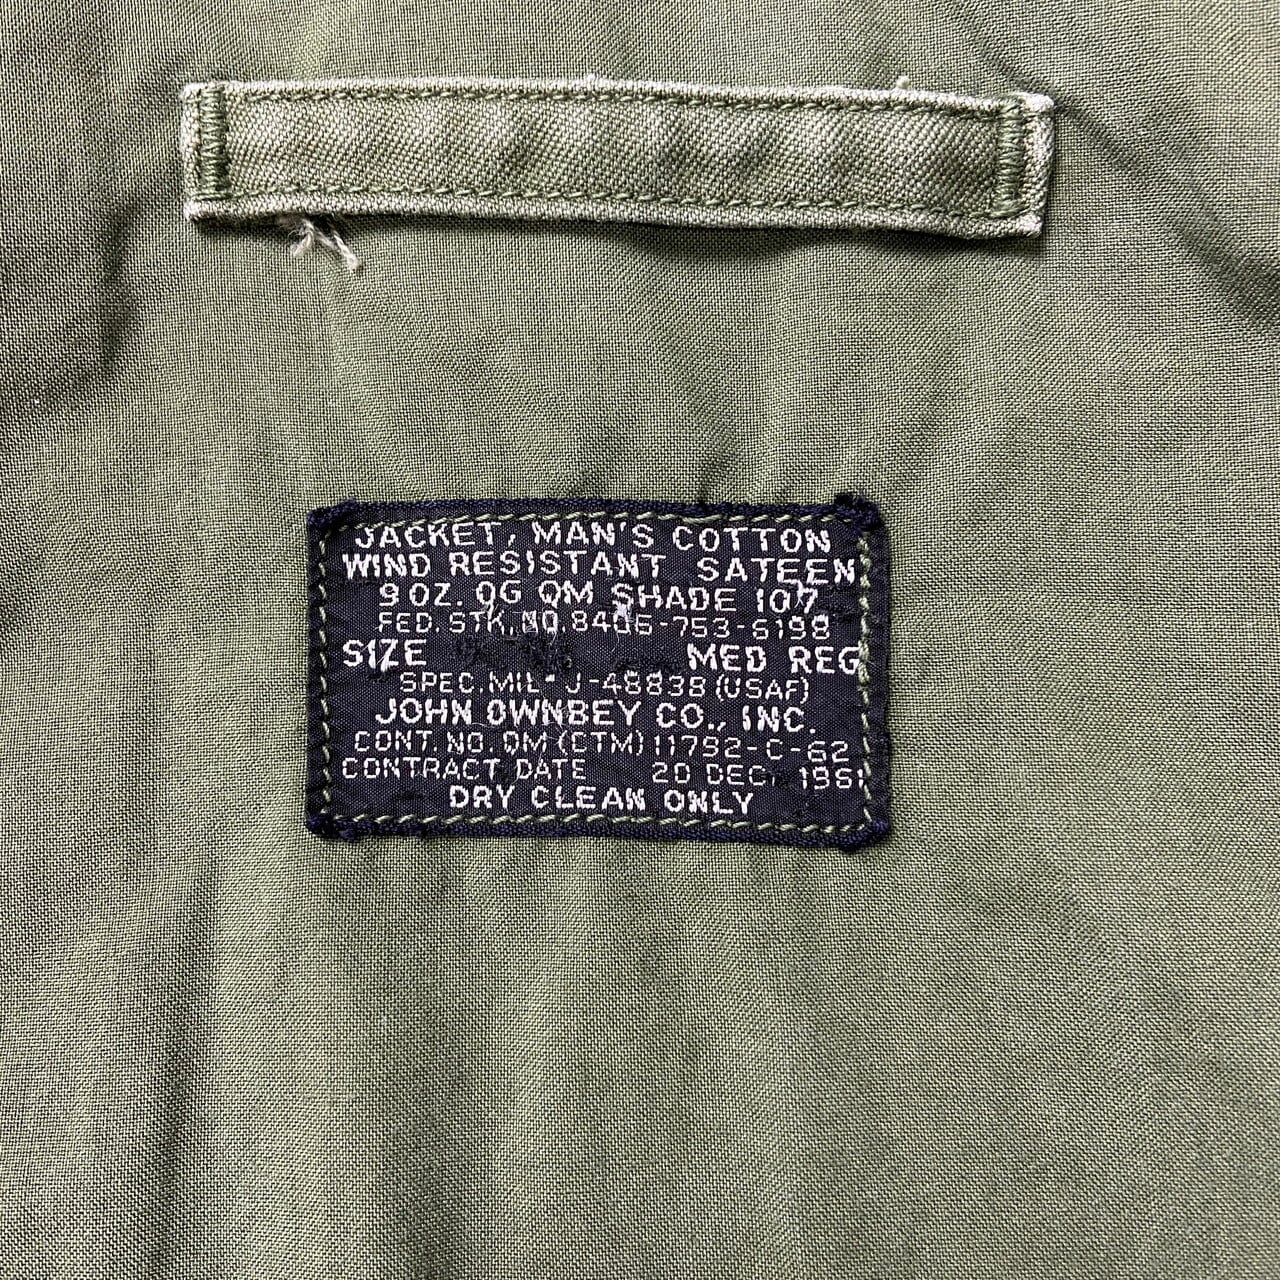 JACKET, MAN'S COTTON
WIND RESISTANT SATEEN
9 OZ. OG QM SHADE 107
FED. STK. NO. 8405-753-6198
SIZE MED REG
SPEC. MIL-J-48838 (USAF)
JOHN OWNBEY CO., INC.
CONT. NO. QM (CTM) 11792-C-62
CONTRACT DATE 20 DEC. 1961
DRY CLEAN ONLY